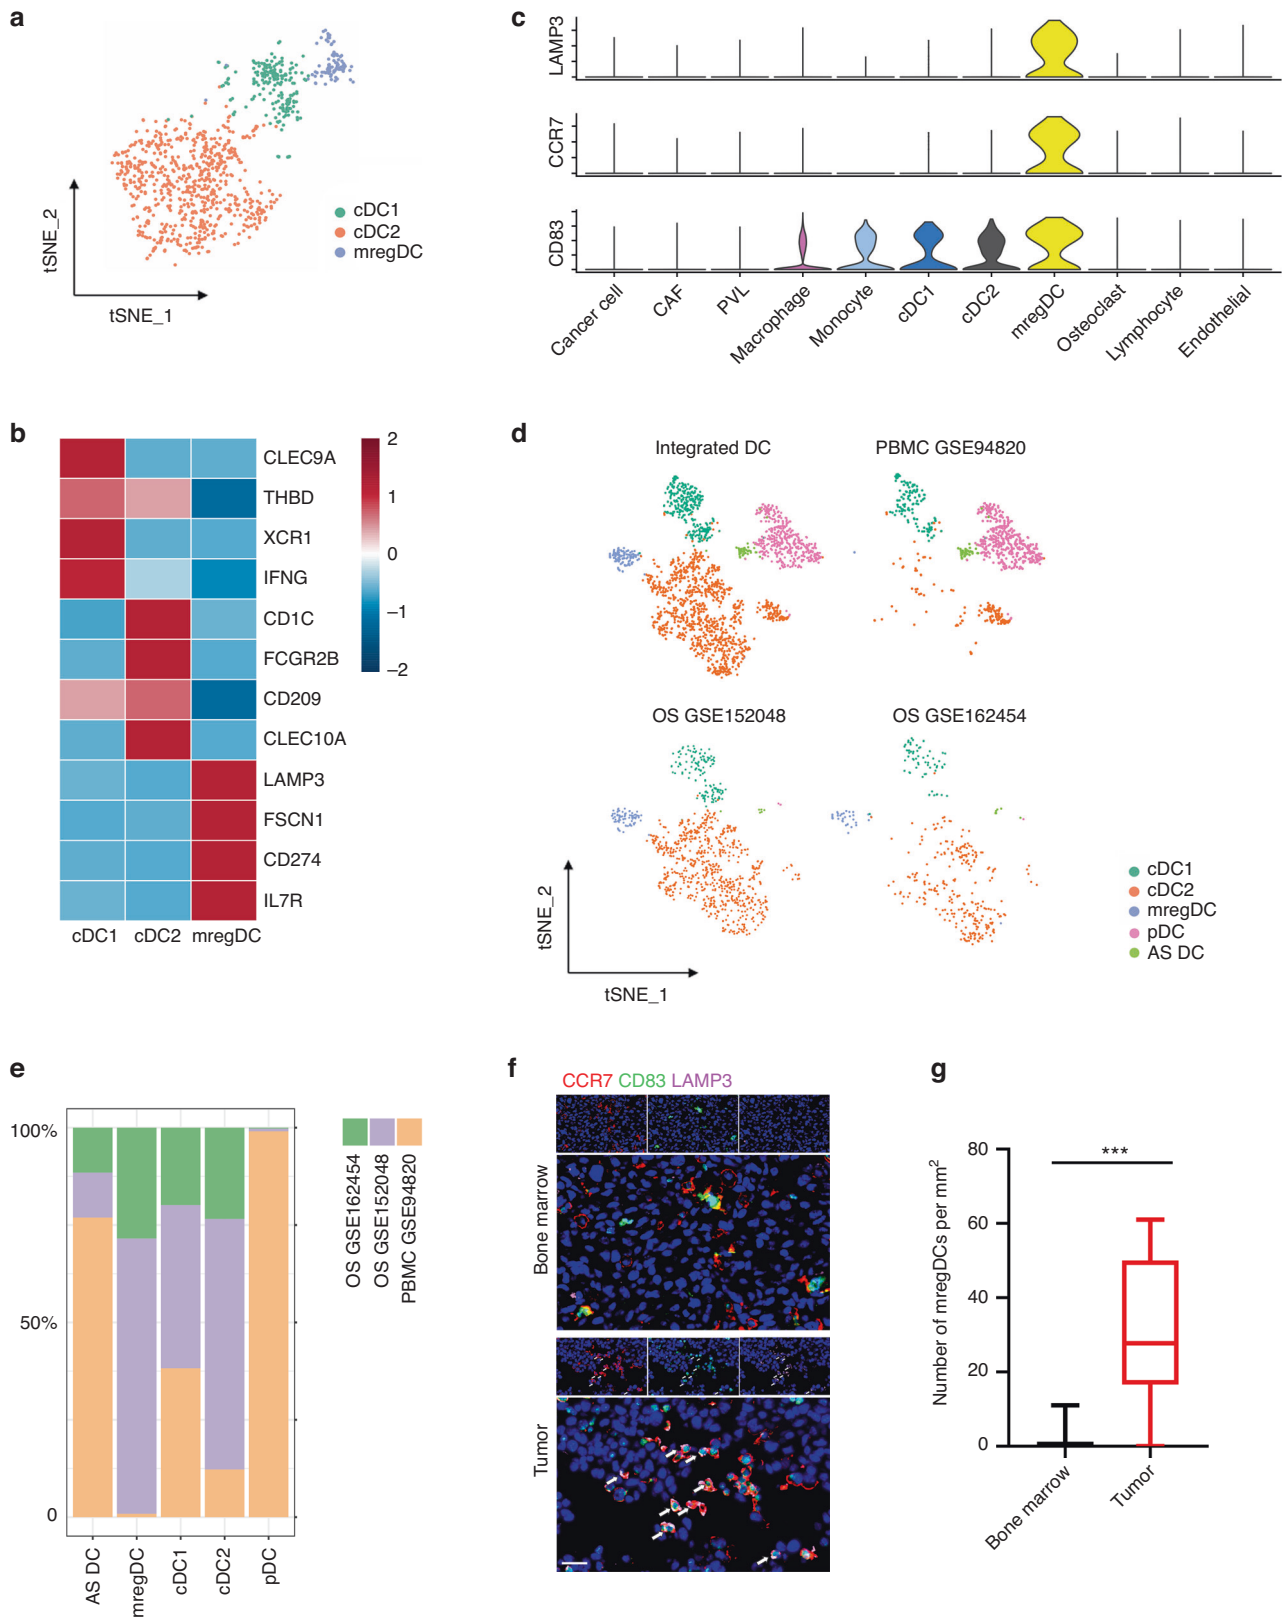 a
tSNE_2
tSNE_1
cDC1
cDC2
mregDC
c
LAMP3
CCR7
CD83
Cancer cell
CAF
PVL
Macrophage
Monocyte
cDC1
cDC2
mregDC
Osteoclast
Lymphocyte
Endothelial
b
CLEC9A
THBD
XCR1
IFNG
CD1C
FCGR2B
CD209
CLEC10A
LAMP3
FSCN1
CD274
IL7R
cDC1 cDC2 mregDC
2
1
0
–1
–2
d
Integrated DC
PBMC GSE94820
OS GSE152048
OS GSE162454
tSNE_2
tSNE_1
cDC1
cDC2
mregDC
pDC
AS DC
e
100%
50%
0
AS DC
mregDC
cDC1
cDC2
pDC
OS GSE162454
OS GSE152048
PBMC GSE94820
f
CCR7 CD83 LAMP3
Bone marrow
Tumor
g
Number of mregDCs per mm²
80
60
40
20
0
***
Bone marrow
Tumor